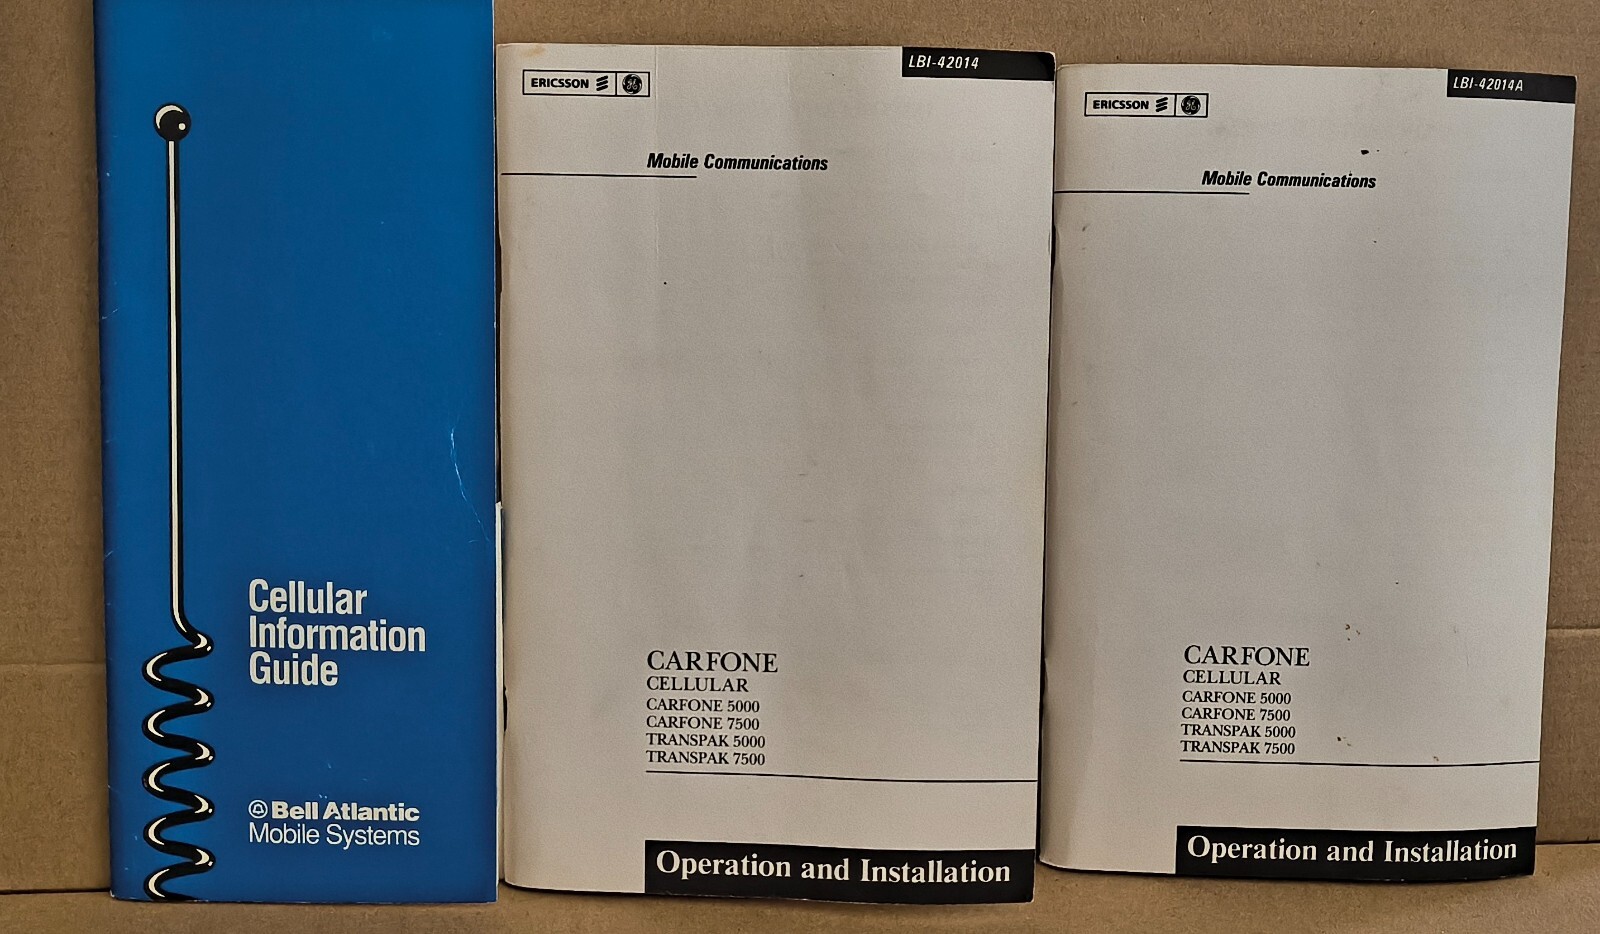 Cellular
Information
Guide
Bell Atlantic
Mobile Systems
LBI-42014
ERICSSON GE
Mobile Communications
CARFONE
CELLULAR
CARFONE 5000
CARFONE 7500
TRANSPAK 5000
TRANSPAK 7500
Operation and Installation
LBI-42014A
ERICSSON GE
Mobile Communications
CARFONE
CELLULAR
CARFONE 5000
CARFONE 7500
TRANSPAK 5000
TRANSPAK 7500
Operation and Installation